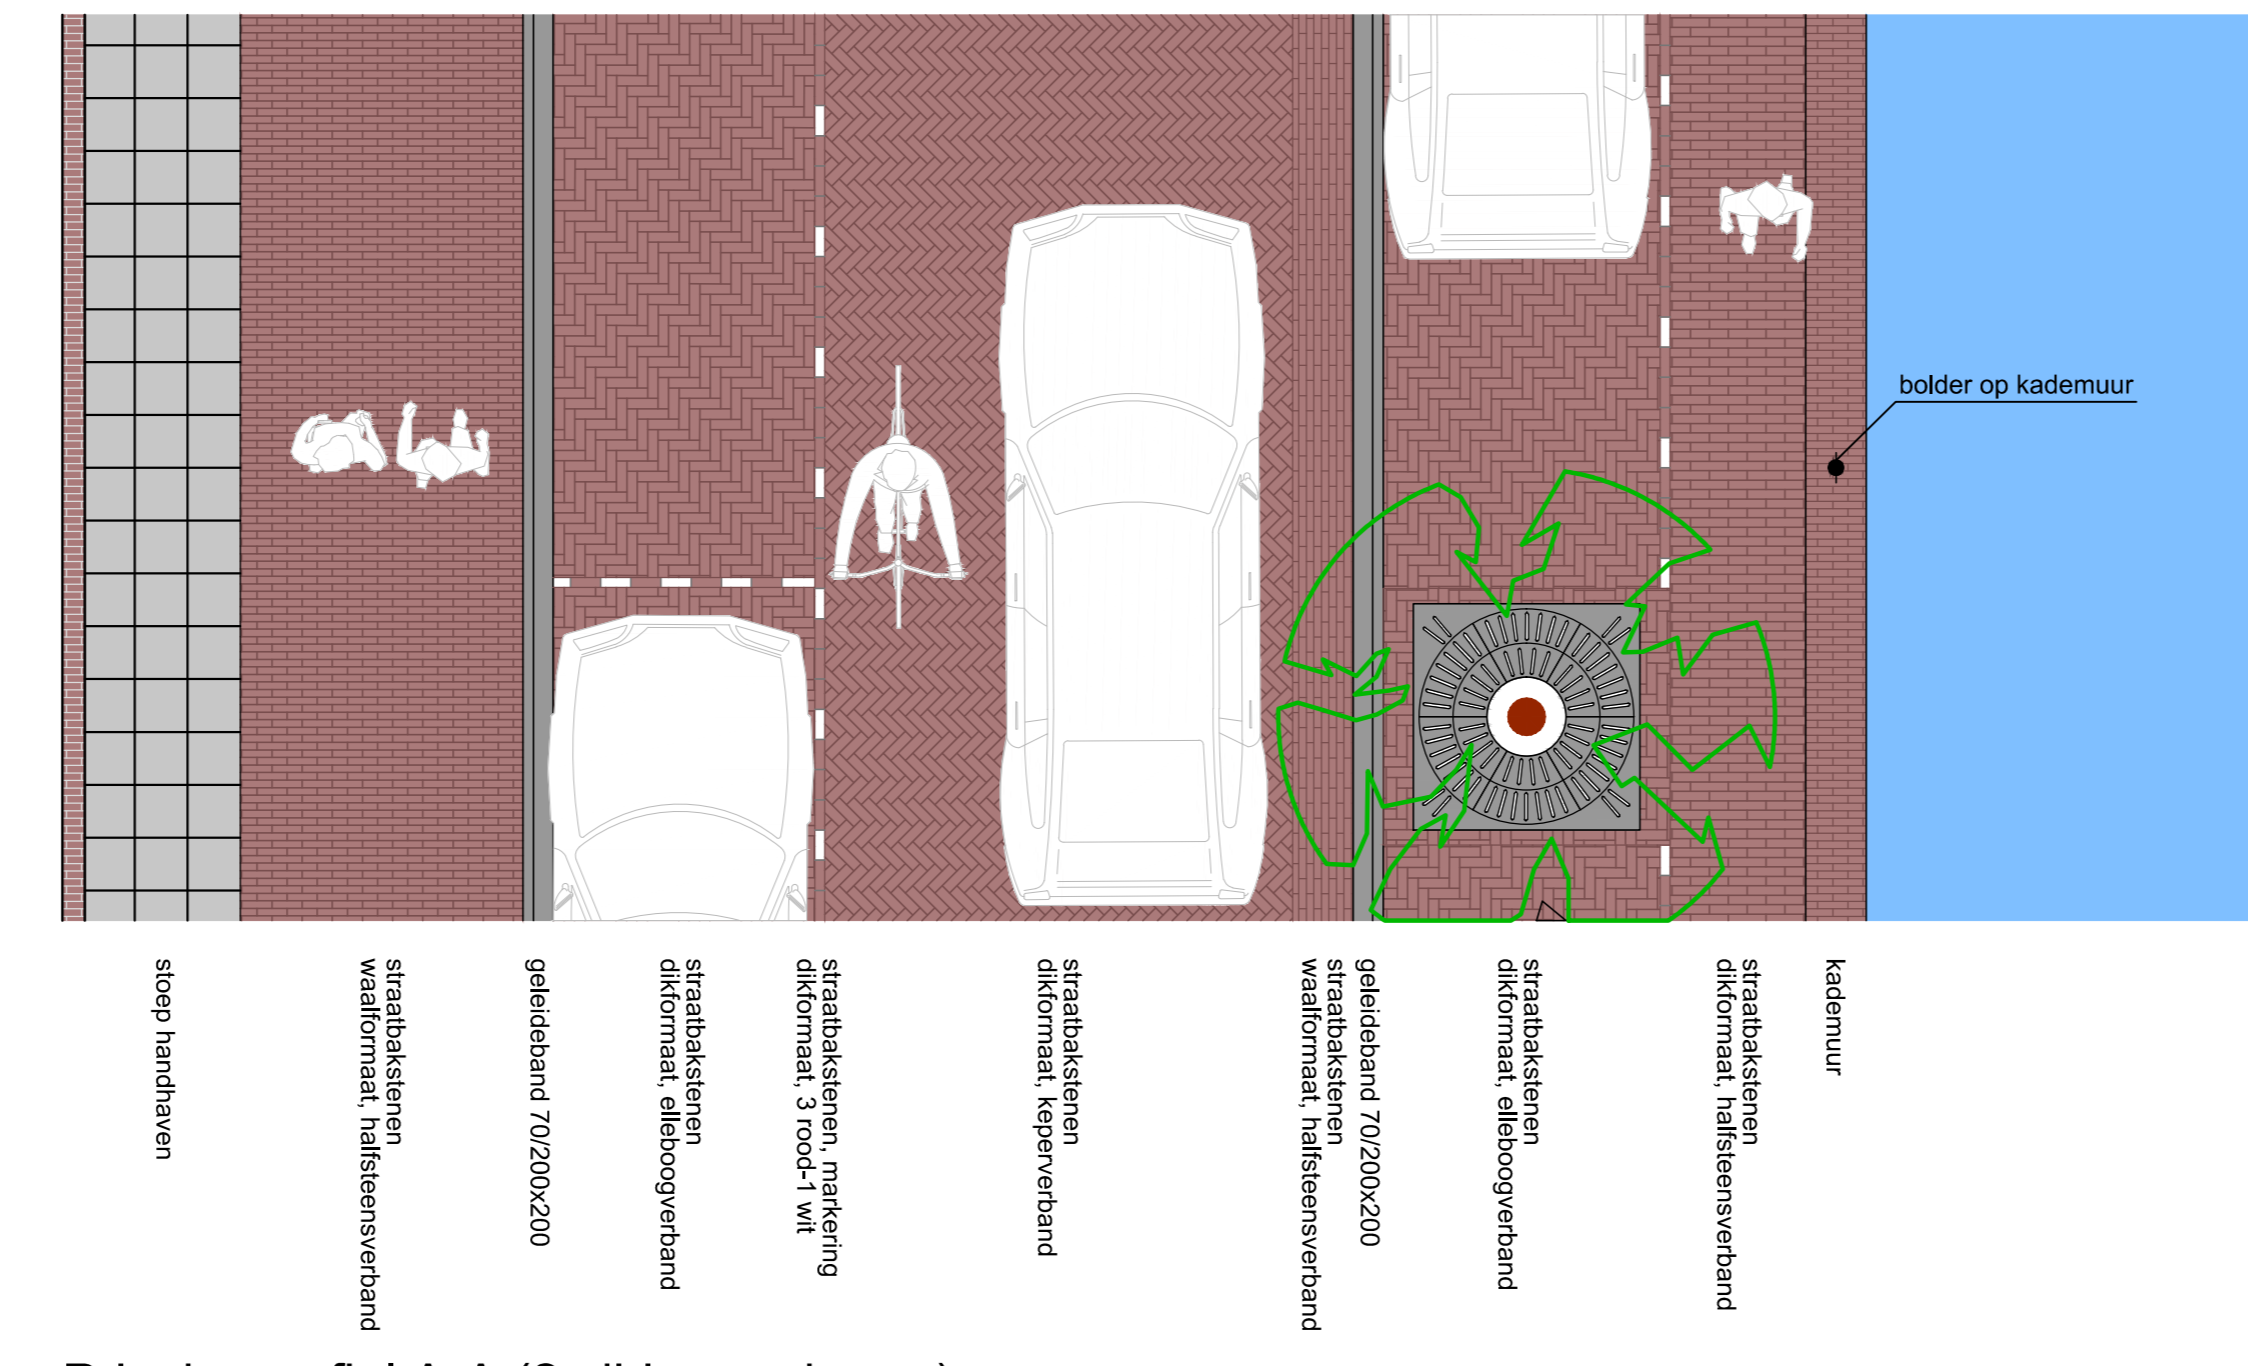 bolder op kademuur
stoep handhaven
straatbakstenen
waalformaat, halfsteensverband
geleideband 70/200x200
straatbakstenen
dikformaat, elleboogverband
straatbakstenen, markering
dikformaat, 3 rood-1 wit
straatbakstenen
dikformaat, keperverband
straatbakstenen
waalformaat, halfsteensverband
geleideband 70/200x200
straatbakstenen
dikformaat, elleboogverband
straatbakstenen
dikformaat, halfsteensverband
kademuur